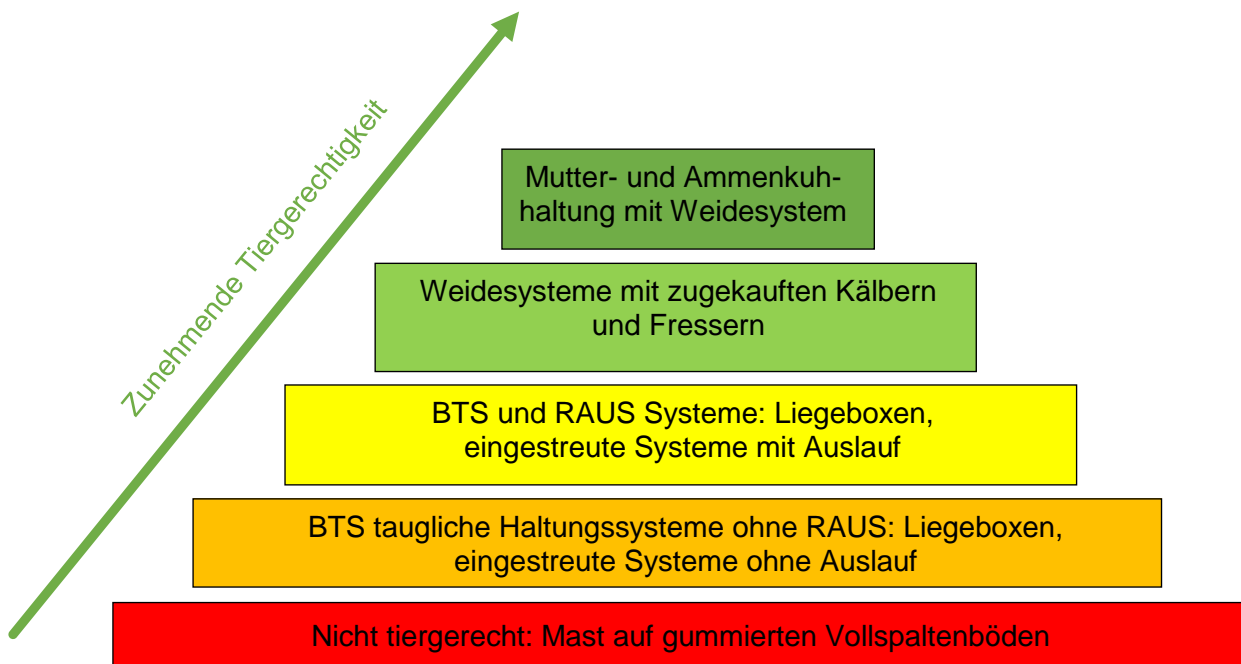 Zunehmende Tiergerechtigkeit
Mutter- und Ammenkuh-
haltung mit Weidesystem
Weidesysteme mit zugekauften Kälbern
und Fressern
BTS und RAUS Systeme: Liegeboxen,
eingestreute Systeme mit Auslauf
BTS taugliche Haltungssysteme ohne RAUS: Liegeboxen,
eingestreute Systeme ohne Auslauf
Nicht tiergerecht: Mast auf gummierten Vollspaltenböden